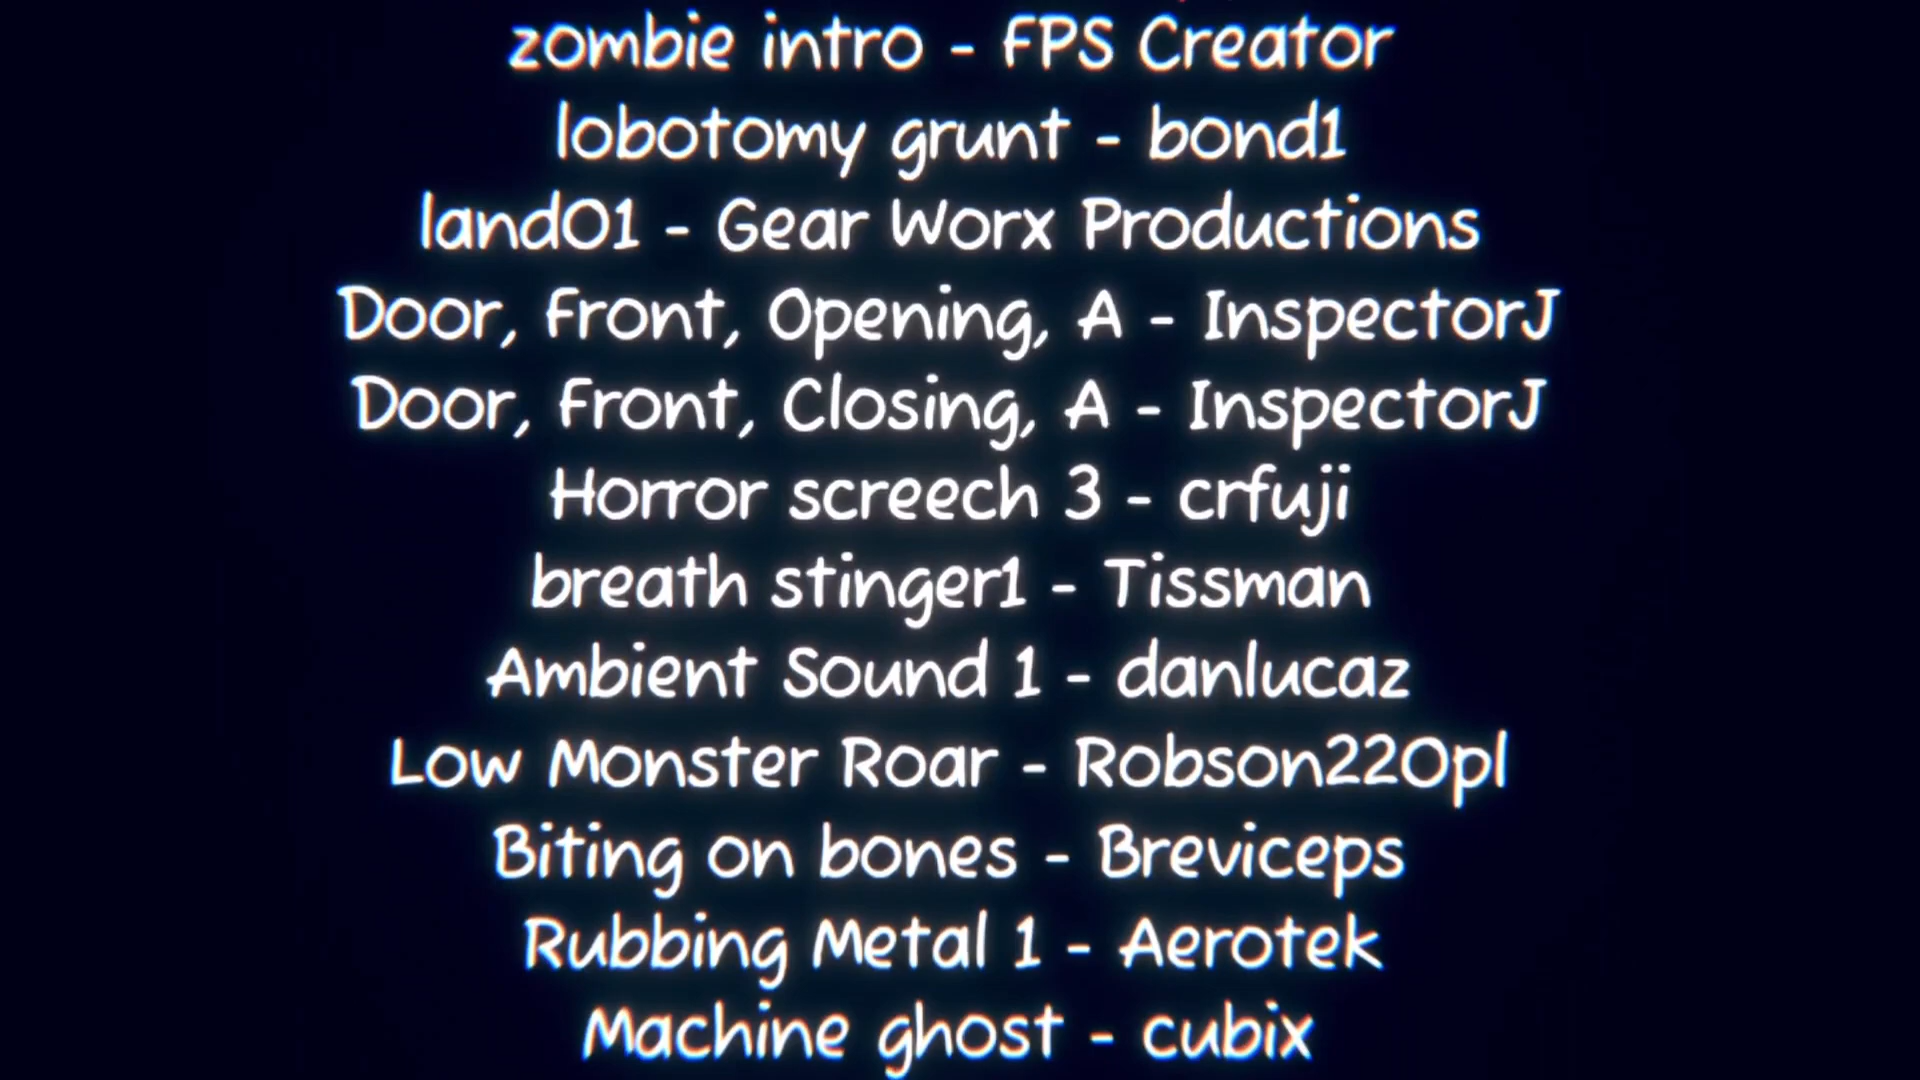 zombie intro - FPS Creator
lobotomy grunt - bond1
land01 - Gear Worx Productions
Door, Front, Opening, A - InspectorJ
Door, Front, Closing, A - InspectorJ
Horror screech 3 - crfuji
breath stinger1 - Tissman
Ambient Sound 1 - danlucaz
Low Monster Roar - Robson220pl
Biting on bones - Breviceps
Rubbing Metal 1 - Aerotek
Machine ghost - cubix